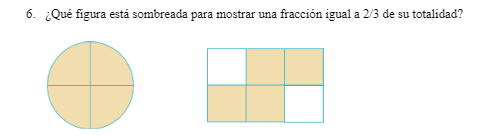 6. ¿Qué figura está sombreada para mostrar una fracción igual a 2/3 de su totalidad?